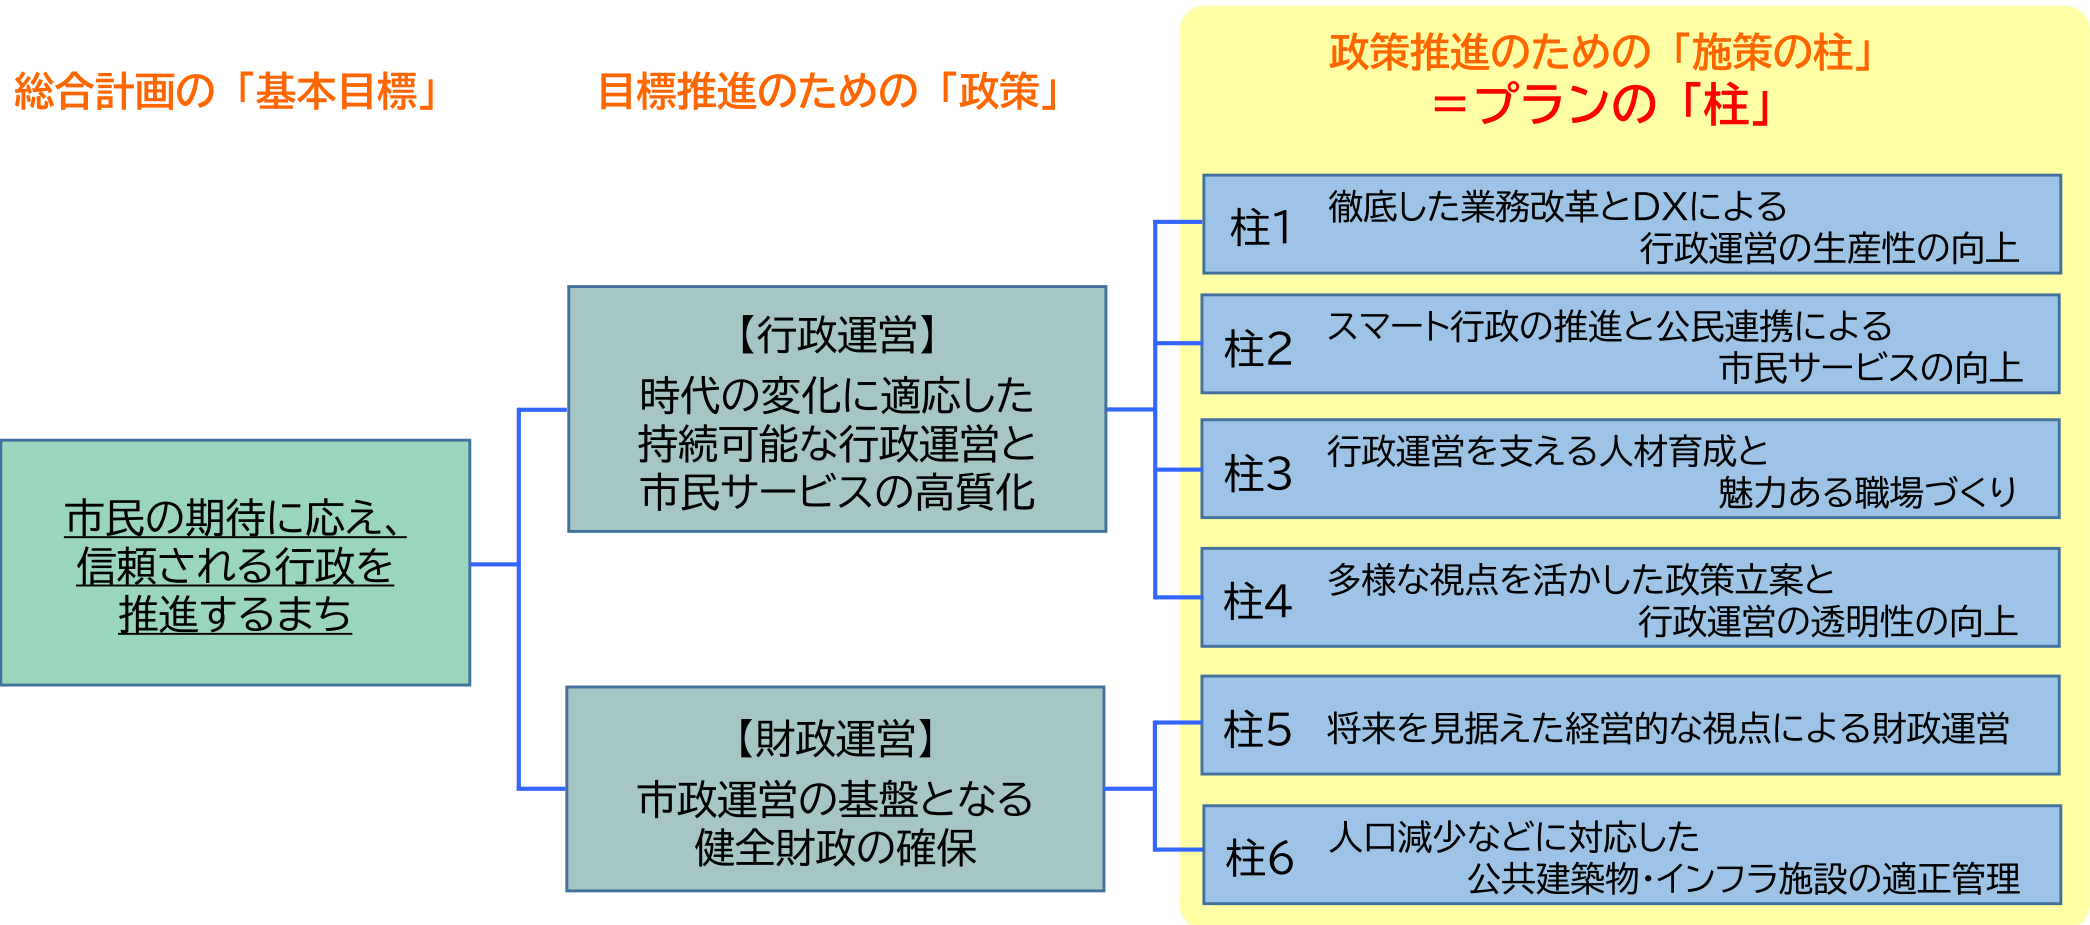 総合計画の「基本目標」
目標推進のための「政策」
政策推進のための「施策の柱」
＝プランの「柱」
市民の期待に応え、
信頼される行政を
推進するまち
【行政運営】
時代の変化に適応した
持続可能な行政運営と
市民サービスの高質化
【財政運営】
市政運営の基盤となる
健全財政の確保
柱1
徹底した業務改革とDXによる
行政運営の生産性の向上
柱2
スマート行政の推進と公民連携による
市民サービスの向上
柱3
行政運営を支える人材育成と
魅力ある職場づくり
柱4
多様な視点を活かした政策立案と
行政運営の透明性の向上
柱5
将来を見据えた経営的な視点による財政運営
柱6
人口減少などに対応した
公共建築物・インフラ施設の適正管理